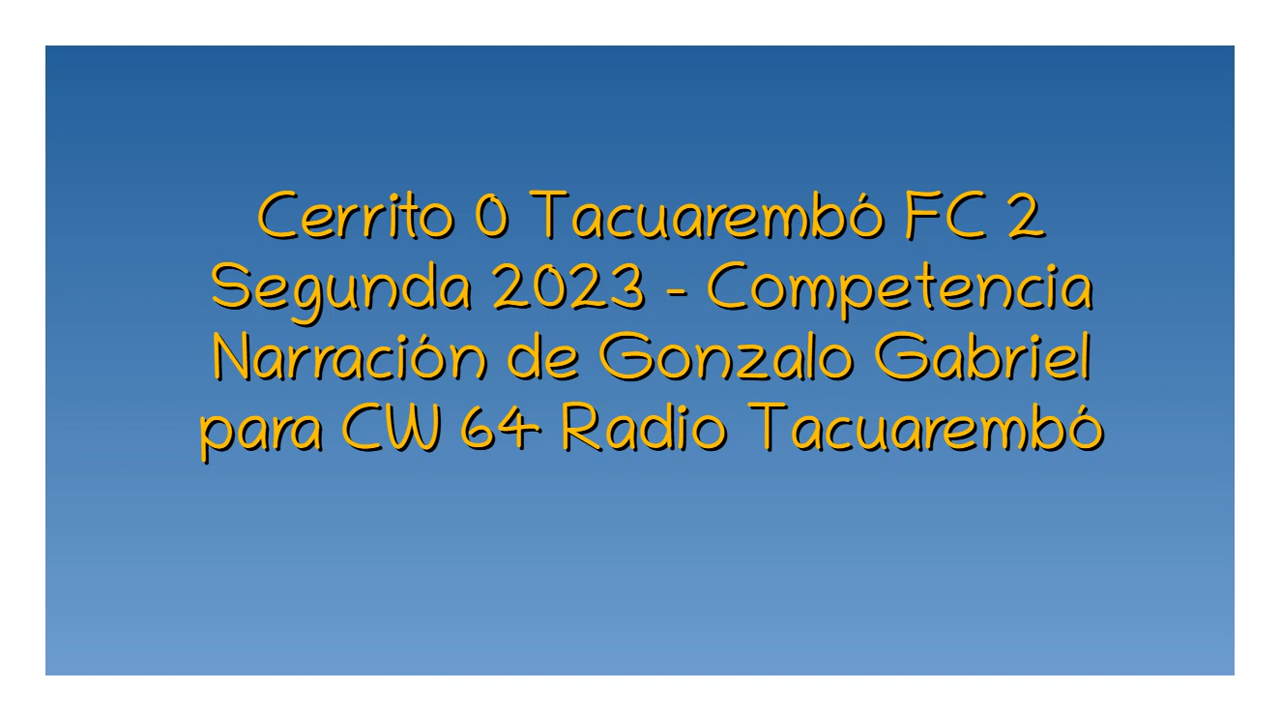 Cerrito 0 Tacuarembó FC 2
Segunda 2023 - Competencia
Narración de Gonzalo Gabriel
para CW 64 Radio Tacuarembó